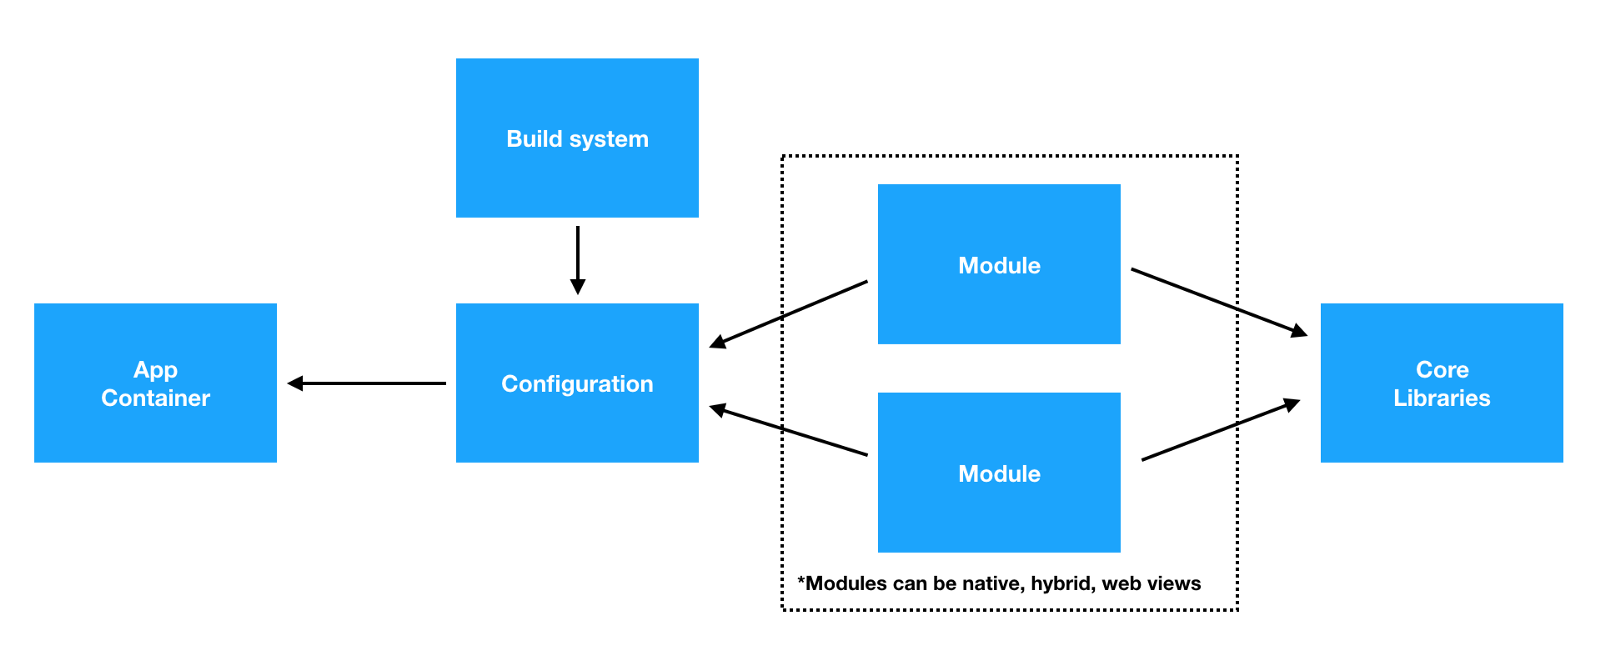 Build system
Module
App
Container
Configuration
Core
Libraries
Module
*Modules can be native, hybrid, web views